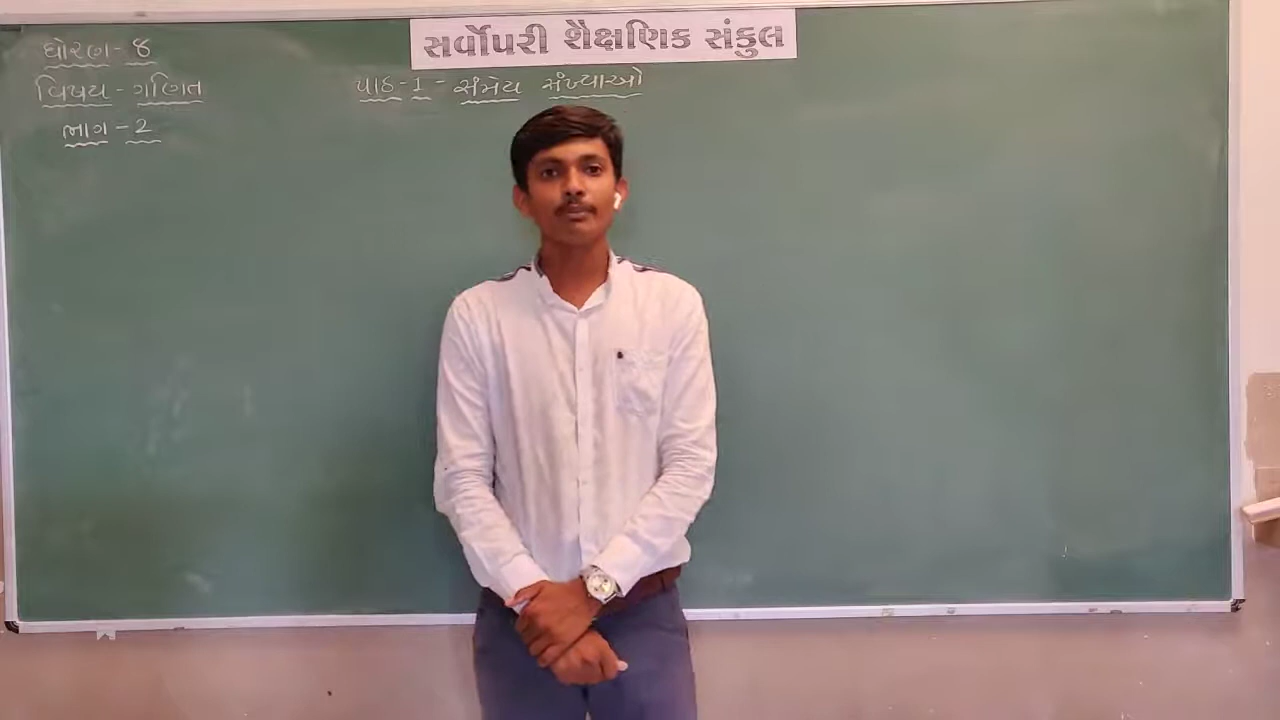 સર્વોપરી શૈક્ષણિક સંકુલ
ધોરણ - 8
વિષય - ગણિત
ભાગ - 2
પાઠ - 1 - સંમેય સંખ્યાઓ